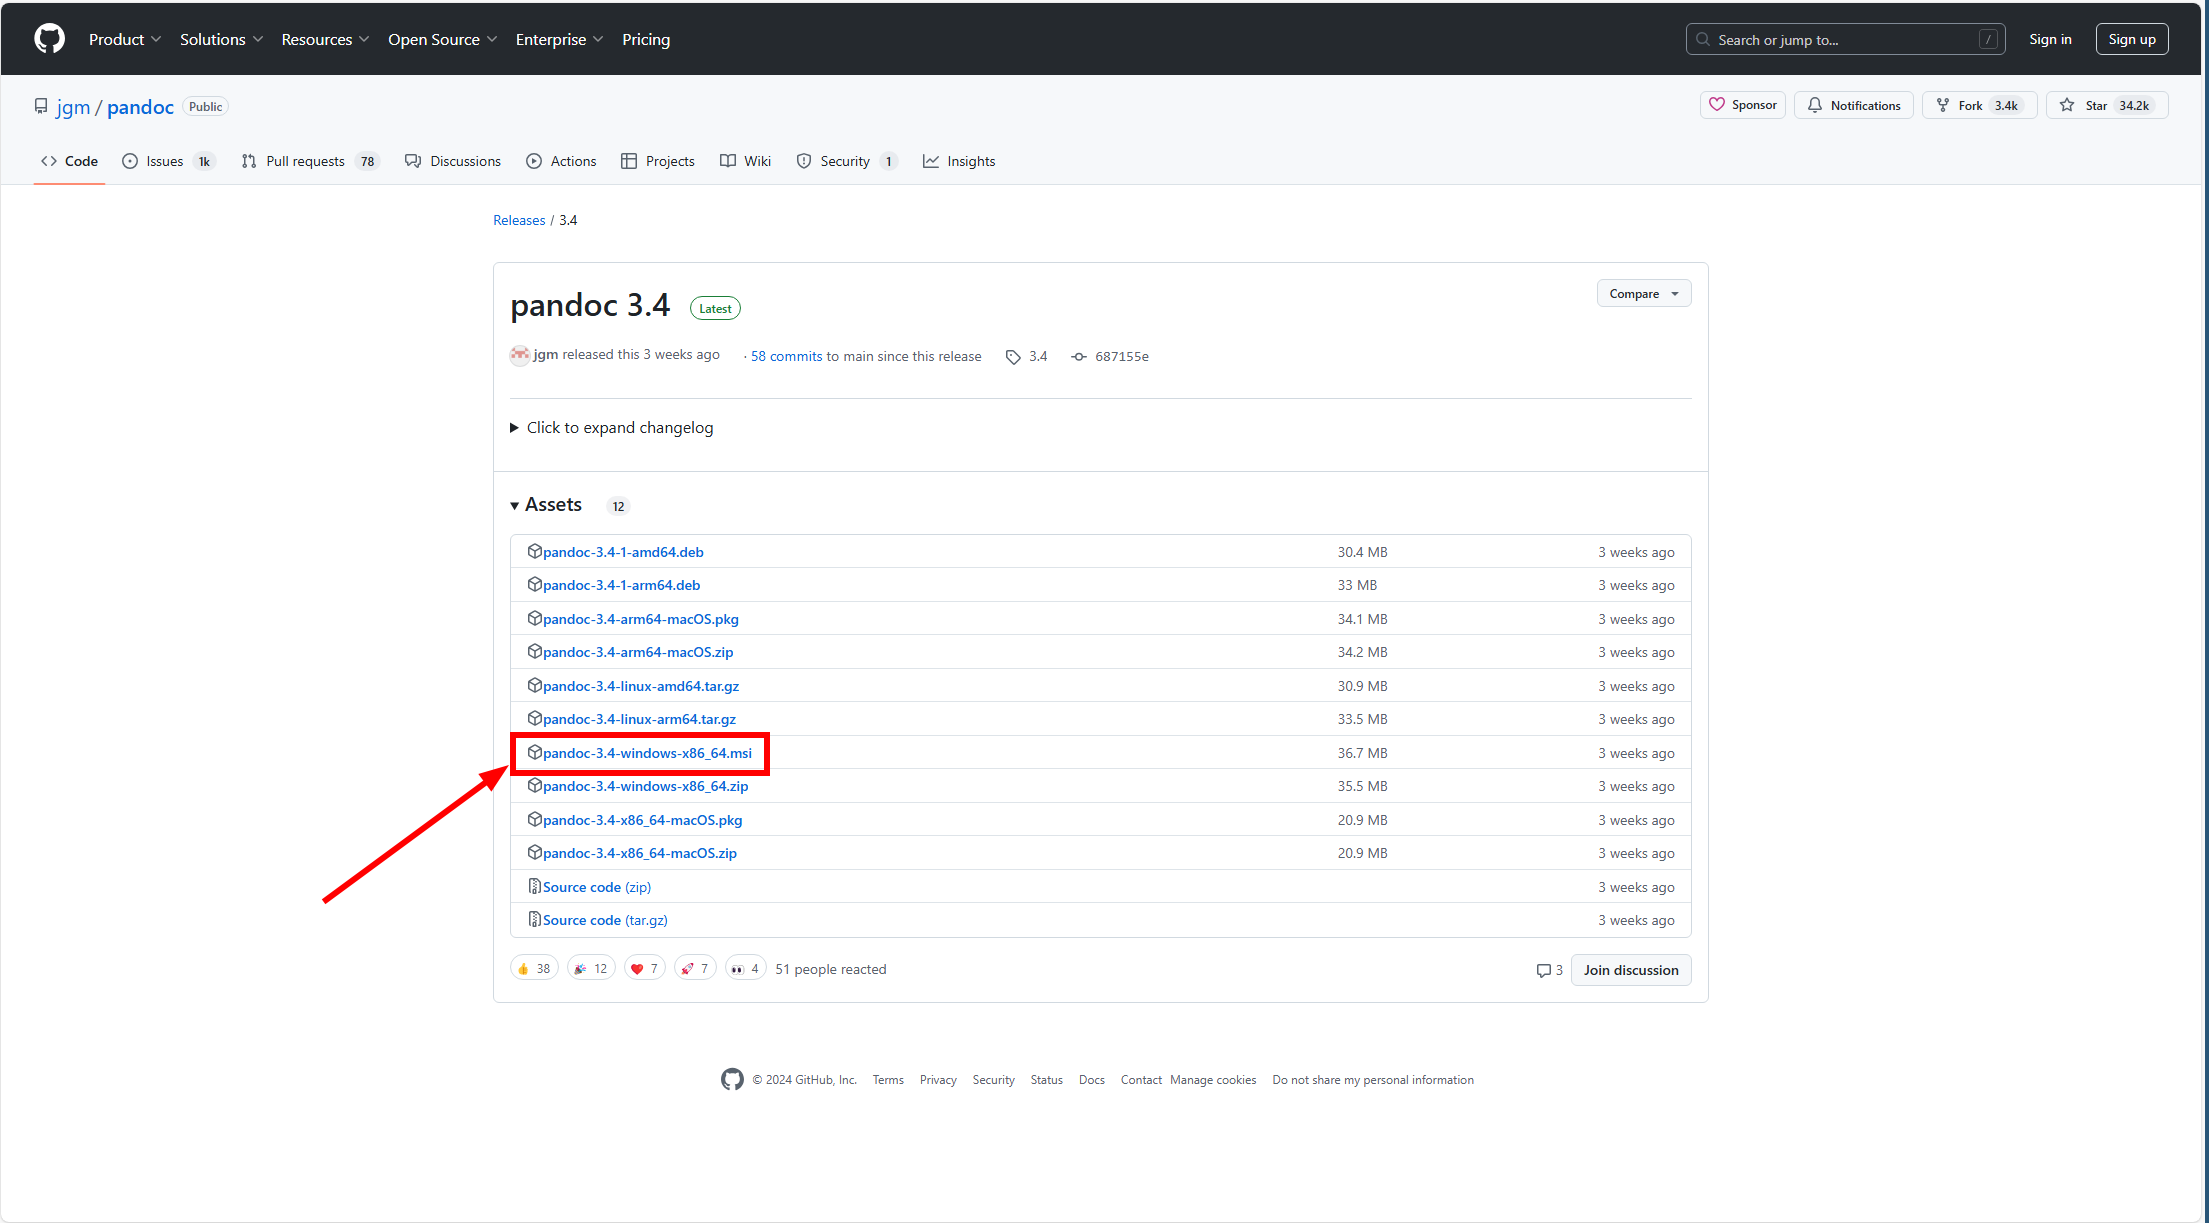 Product Solutions Resources Open Source Enterprise Pricing Search or jump to... / Sign in Sign up
jgm / pandoc Public Sponsor Notifications Fork 3.4k Star 34.2k
Code Issues 1k Pull requests 78 Discussions Actions Projects Wiki Security 1 Insights
Releases / 3.4
pandoc 3.4 Latest Compare
jgm released this 3 weeks ago · 58 commits to main since this release 3.4 687155e
Click to expand changelog
Assets 12
pandoc-3.4-1-amd64.deb 30.4 MB 3 weeks ago
pandoc-3.4-1-arm64.deb 33 MB 3 weeks ago
pandoc-3.4-arm64-macOS.pkg 34.1 MB 3 weeks ago
pandoc-3.4-arm64-macOS.zip 34.2 MB 3 weeks ago
pandoc-3.4-linux-amd64.tar.gz 30.9 MB 3 weeks ago
pandoc-3.4-linux-arm64.tar.gz 33.5 MB 3 weeks ago
pandoc-3.4-windows-x86_64.msi 36.7 MB 3 weeks ago
pandoc-3.4-windows-x86_64.zip 35.5 MB 3 weeks ago
pandoc-3.4-x86_64-macOS.pkg 20.9 MB 3 weeks ago
pandoc-3.4-x86_64-macOS.zip 20.9 MB 3 weeks ago
Source code (zip) 3 weeks ago
Source code (tar.gz) 3 weeks ago
38 12 7 7 4 51 people reacted 3 Join discussion
© 2024 GitHub, Inc. Terms Privacy Security Status Docs Contact Manage cookies Do not share my personal information